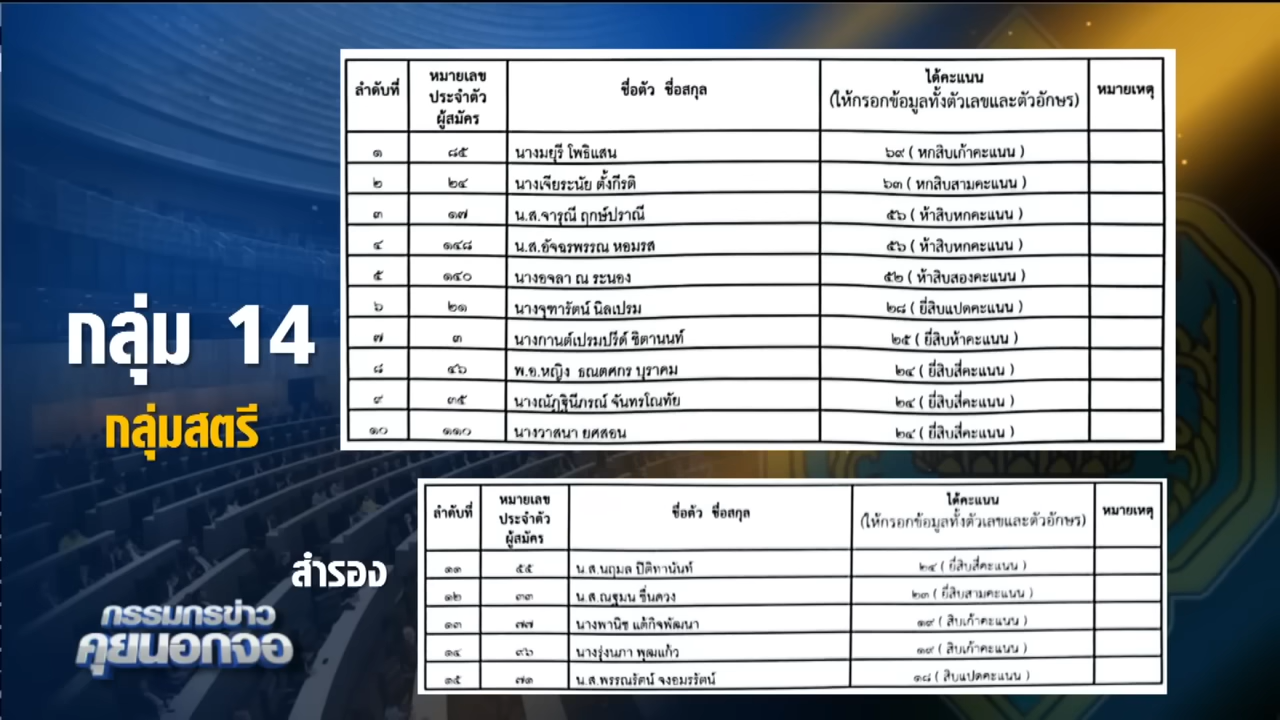 กลุ่ม 14
กลุ่มสตรี
ลำดับที่ หมายเลขประจำตัวผู้สมัคร ชื่อตัว ชื่อสกุล ได้คะแนน (ให้กรอกข้อมูลทั้งตัวเลขและตัวอักษร) หมายเหตุ
๑ ๘๕ นางมยุรี โพธิแสน ๖๙ ( หกสิบเก้าคะแนน )
๒ ๒๔ นางเจียระนัย ตั้งกีรติ ๖๓ ( หกสิบสามคะแนน )
๓ ๑๗ น.ส.จารุณี ฤกษ์ปราณี ๕๖ ( ห้าสิบหกคะแนน )
๔ ๑๔๘ น.ส.อัจฉรพรรณ หอมรส ๕๖ ( ห้าสิบหกคะแนน )
๕ ๑๔๐ นางอจลา ณ ระนอง ๕๒ ( ห้าสิบสองคะแนน )
๖ ๒๑ นางจุฑารัตน์ นิลเปรม ๒๘ ( ยี่สิบแปดคะแนน )
๗ ๓ นางกานต์เปรมปรีด์ ชิตานนท์ ๒๕ ( ยี่สิบห้าคะแนน )
๘ ๔๖ พ.อ.หญิง ธณตศกร บุราคม ๒๔ ( ยี่สิบสี่คะแนน )
๙ ๓๕ นางณัฏฐินีภรณ์ จันทรโณทัย ๒๔ ( ยี่สิบสี่คะแนน )
๑๐ ๑๑๐ นางวาสนา ยศสอน ๒๔ ( ยี่สิบสี่คะแนน )
สำรอง
ลำดับที่ หมายเลขประจำตัวผู้สมัคร ชื่อตัว ชื่อสกุล ได้คะแนน (ให้กรอกข้อมูลทั้งตัวเลขและตัวอักษร) หมายเหตุ
๑๑ ๕๕ น.ส.นฤมล ปิติทานันท์ ๒๔ ( ยี่สิบสี่คะแนน )
๑๒ ๓๓ น.ส.ณฐมน ชื่นดวง ๒๓ ( ยี่สิบสามคะแนน )
๑๓ ๗๗ นางพานิช แต้กิจพัฒนา ๑๙ ( สิบเก้าคะแนน )
๑๔ ๙๖ นางรุ่งนภา พุฒแก้ว ๑๙ ( สิบเก้าคะแนน )
๑๕ ๗๑ น.ส.พรรณรัตน์ จงอมรรัตน์ ๑๘ ( สิบแปดคะแนน )
กรรมกรข่าว
คุยนอกจอ